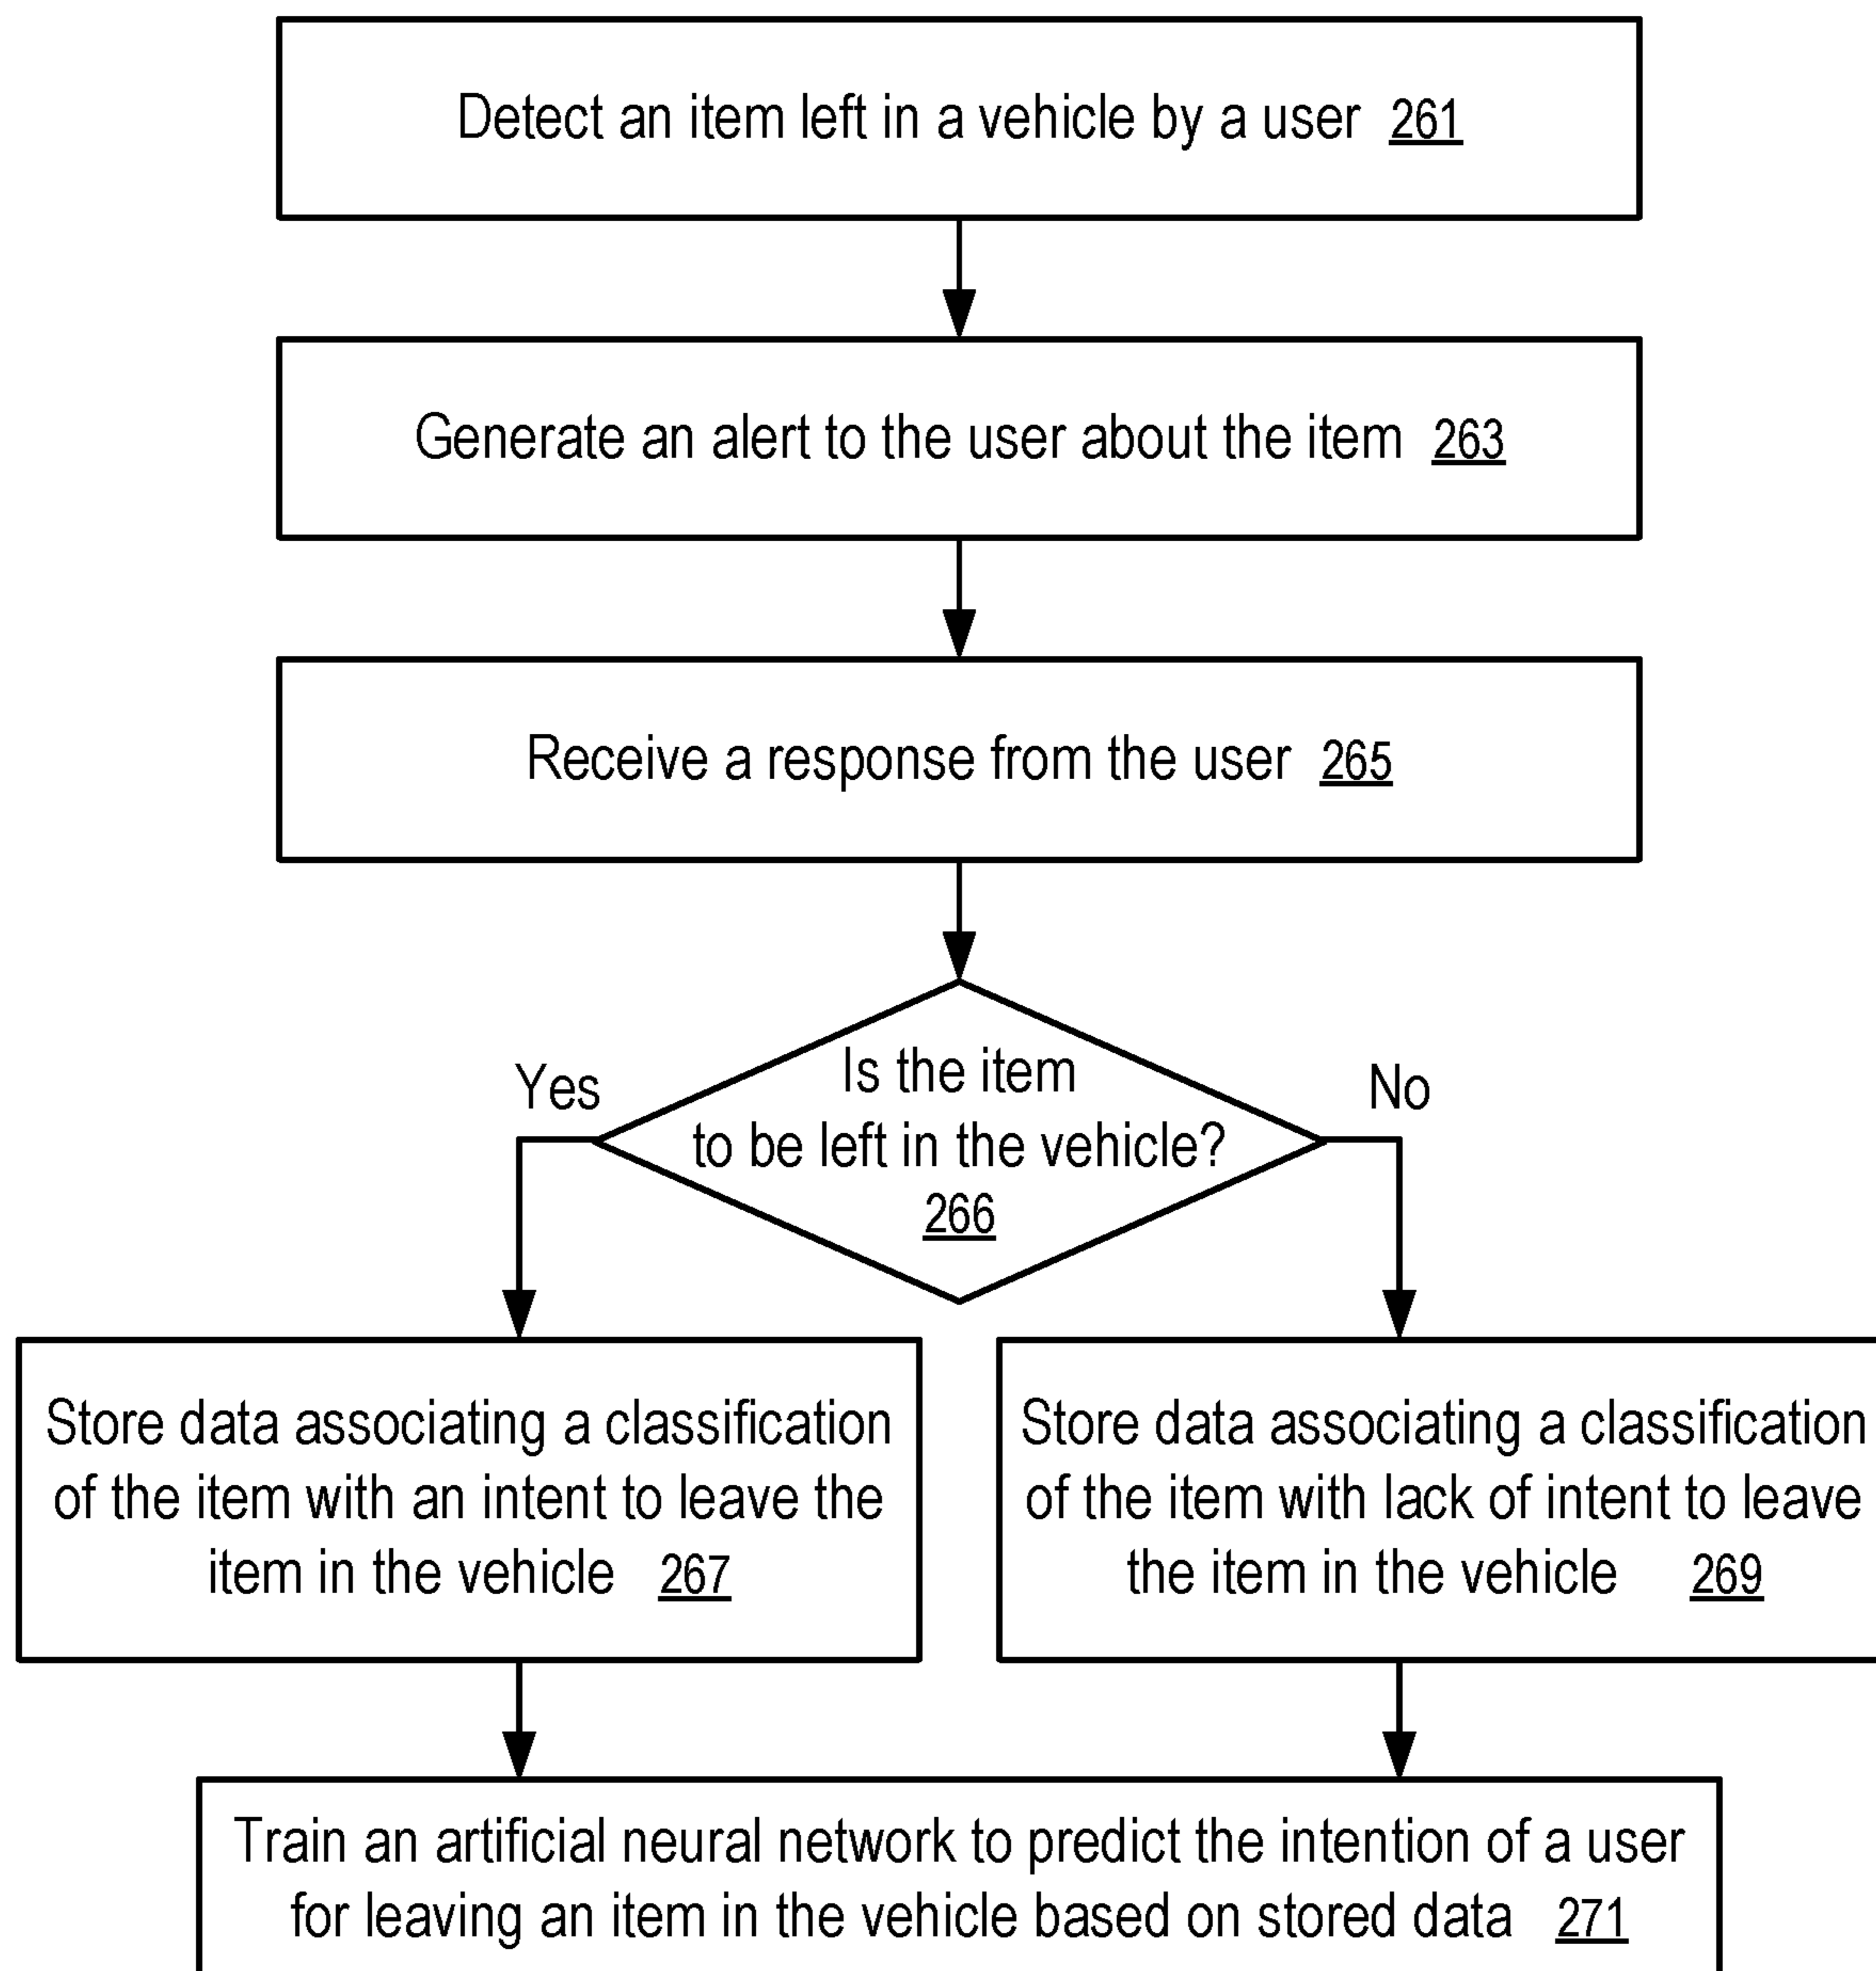 Detect an item left in a vehicle by a user 261
Generate an alert to the user about the item 263
Receive a response from the user 265
Is the item
to be left in the vehicle?
266
Yes
No
Store data associating a classification
of the item with an intent to leave the
item in the vehicle 267
Store data associating a classification
of the item with lack of intent to leave
the item in the vehicle 269
Train an artificial neural network to predict the intention of a user
for leaving an item in the vehicle based on stored data 271